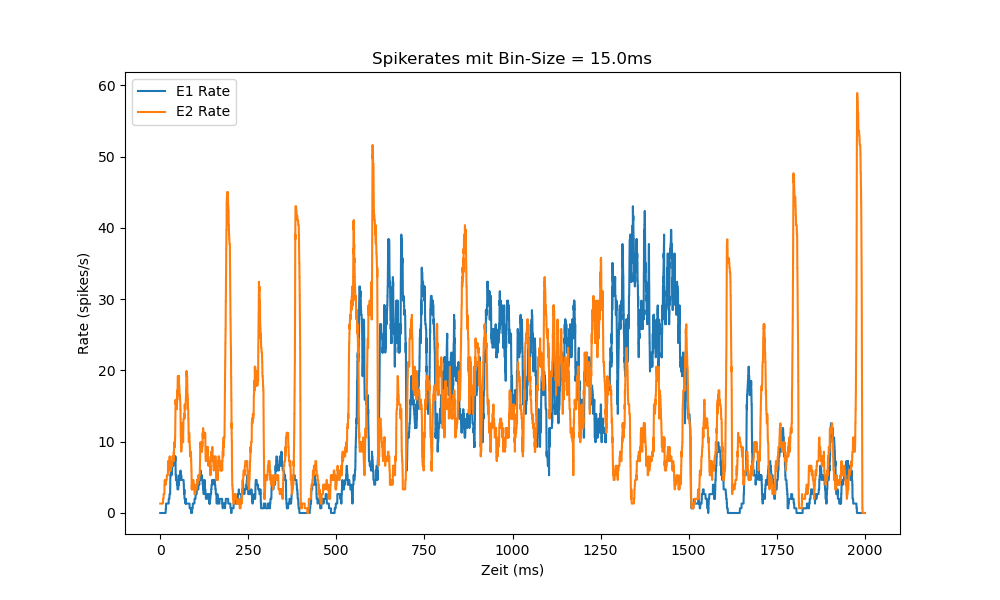 Spikerates mit Bin-Size = 15.0ms
E1 Rate
E2 Rate
60
50
40
30
20
10
0
Rate (spikes/s)
0 250 500 750 1000 1250 1500 1750 2000
Zeit (ms)